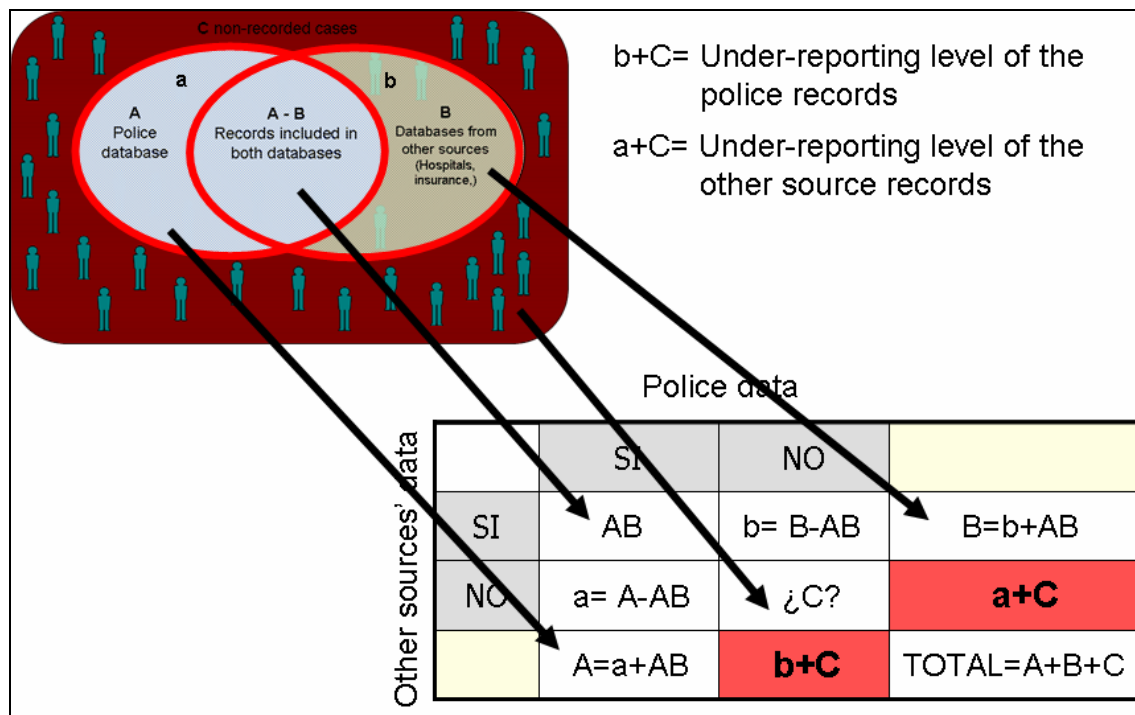 C non-recorded cases
a
b
A
Police
database
A - B
Records included in
both databases
B
Databases from
other sources
(Hospitals,
insurance,)
b+C= Under-reporting level of the
police records
a+C= Under-reporting level of the
other source records
Police data
Other sources' data
SI NO
SI AB b= B-AB B=b+AB
NO a= A-AB ¿C? a+C
A=a+AB b+C TOTAL=A+B+C